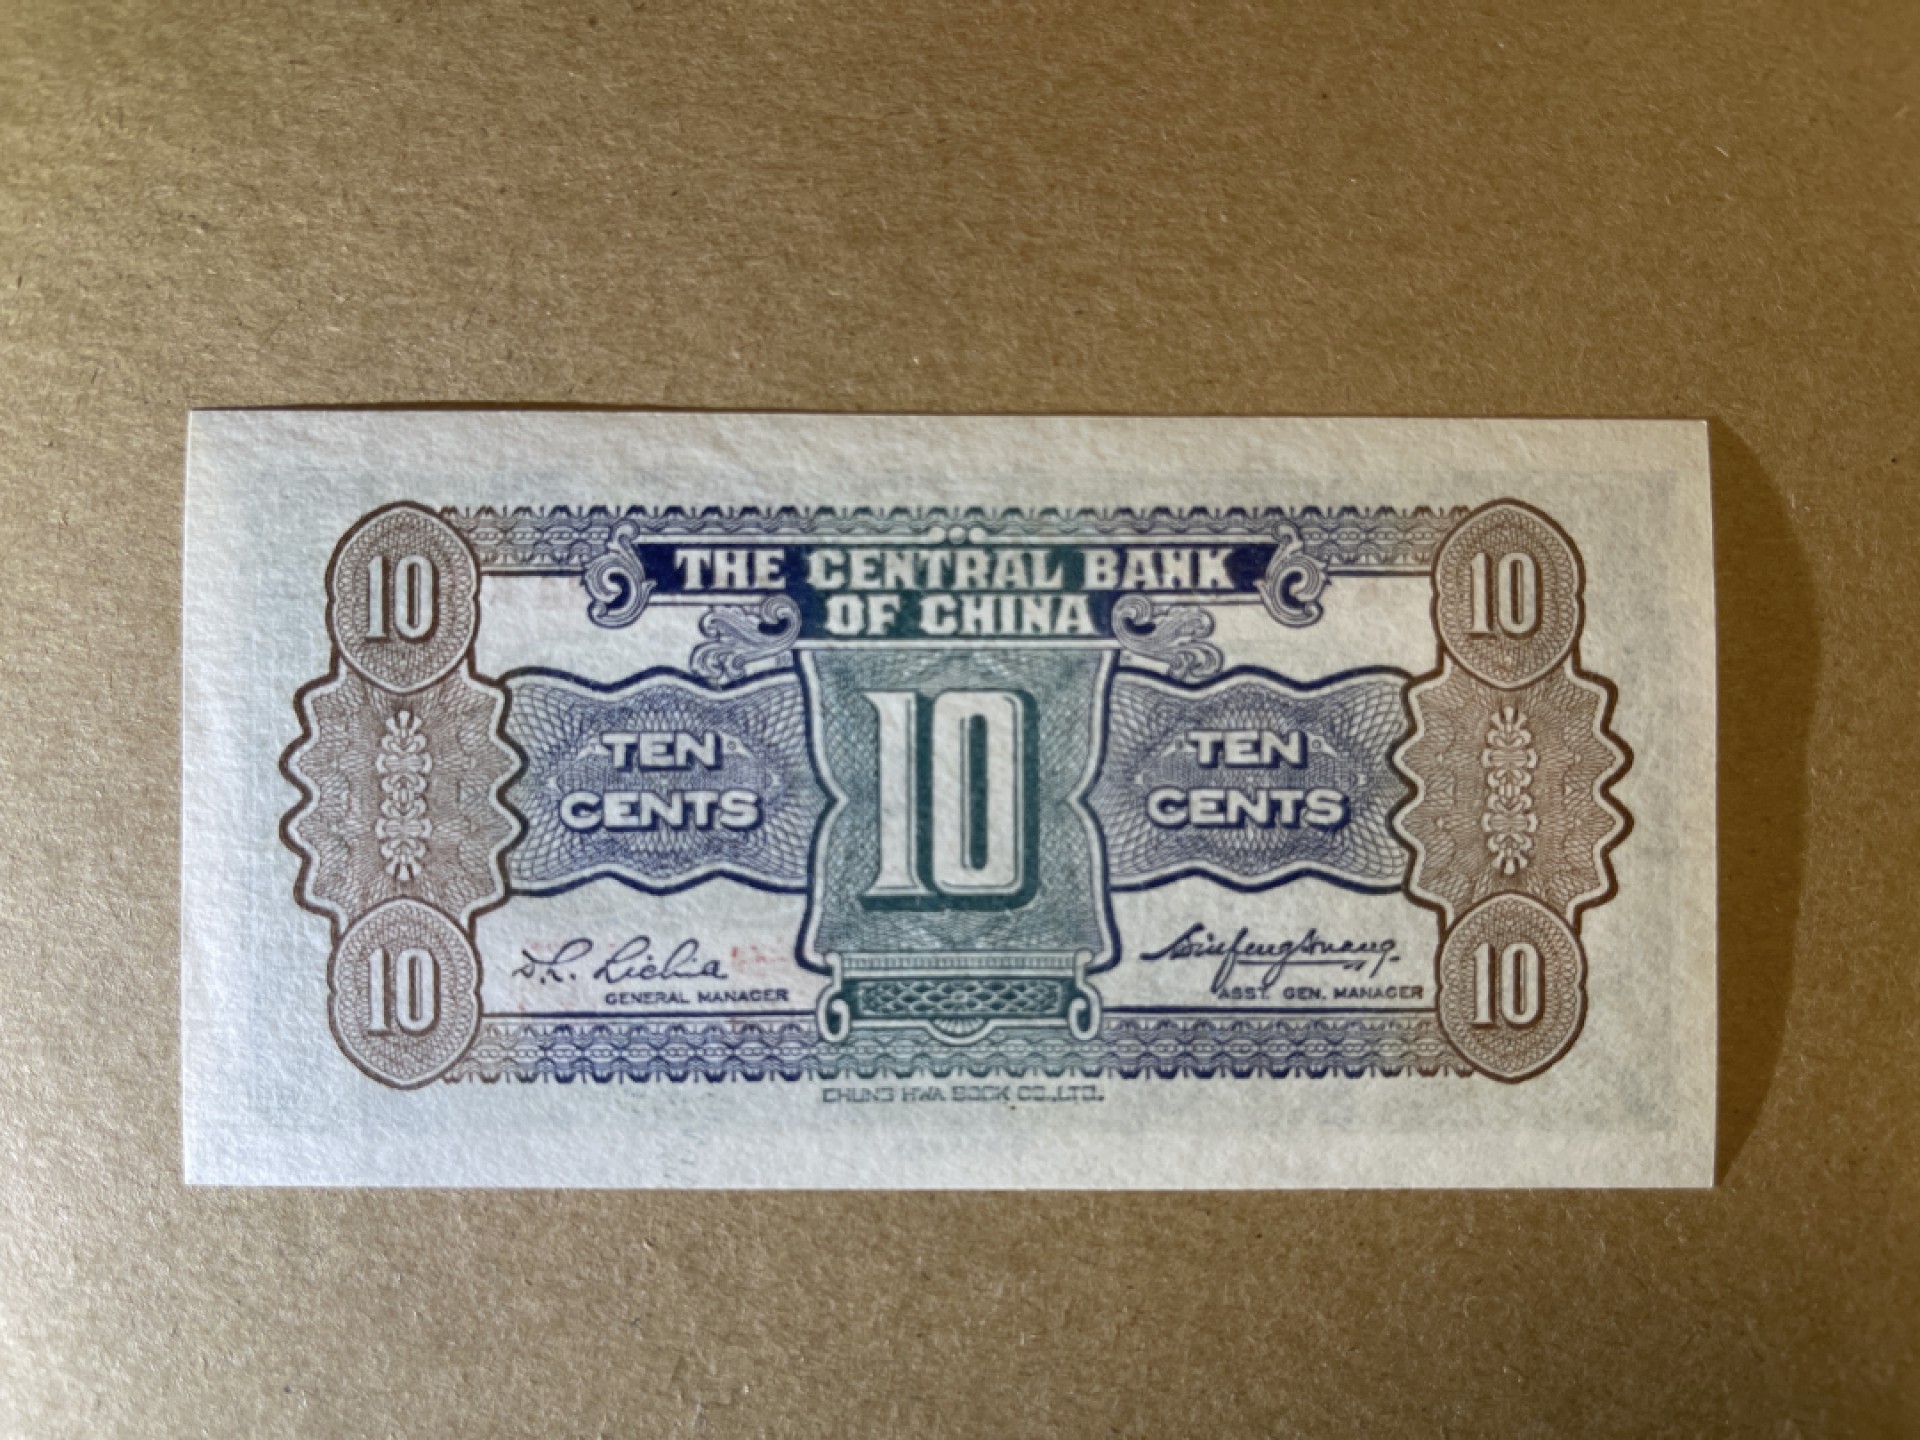 THE CENTRAL BANK
OF CHINA
10 10
10
TEN TEN
CENTS CENTS
GENERAL MANAGER ASST. GEN. MANAGER
10 10
CHUNG HWA BOOK CO.,LTD.